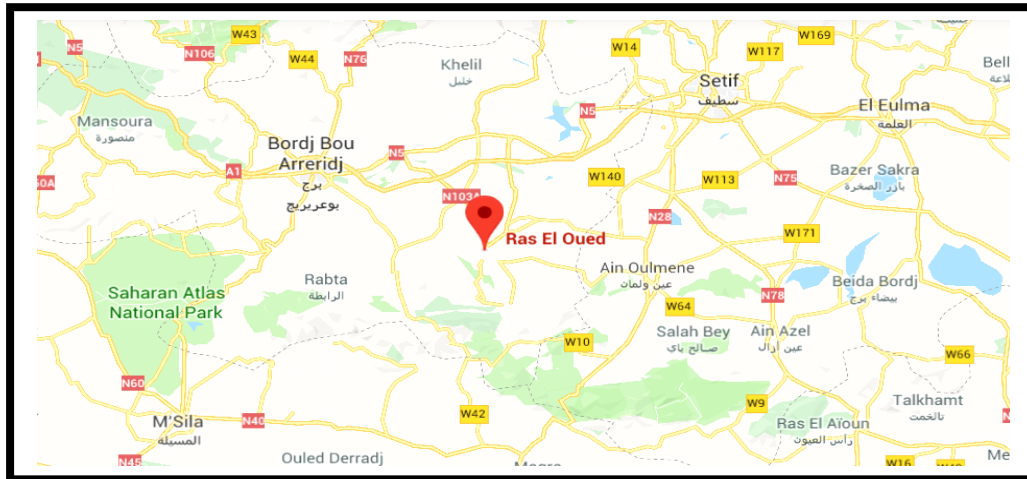 W43
W169
N5
N106
W44
N76
W14
W117
Khelil
خليل
Setif
سطيف
Bell
El Eulma
العلمة
Mansoura
منصورة
N5
Bordj Bou
Arreridj
برج
بوعريريج
N5
A1
W140
W113
N75
Bazer Sakra
بازر الصخرة
60A
N103A
N28
W171
Ras El Oued
Ain Oulmene
عين ولمان
Rabta
الرابطة
Saharan Atlas
National Park
Beida Bordj
بيضاء برج
N78
W64
Salah Bey
صالح باي
Ain Azel
عين أزال
W10
W66
N60
W9
Talkhamt
تالخمت
M'Sila
المسيلة
N40
W42
Ras El Aïoun
رأس العيون
N45
Ouled Derradj
W16
Me